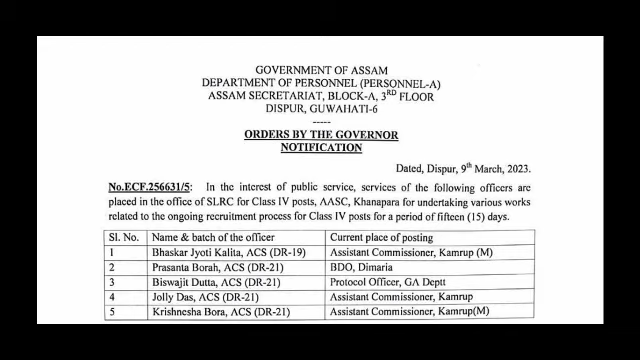 GOVERNMENT OF ASSAM
DEPARTMENT OF PERSONNEL (PERSONNEL-A)
ASSAM SECRETARIAT, BLOCK-A, 3RD FLOOR
DISPUR, GUWAHATI-6
-----
ORDERS BY THE GOVERNOR
NOTIFICATION
Dated, Dispur, 9th March, 2023.
No.ECF.256631/5: In the interest of public service, services of the following officers are
placed in the office of SLRC for Class IV posts, AASC, Khanapara for undertaking various works
related to the ongoing recruitment process for Class IV posts for a period of fifteen (15) days.
Sl. No. Name & batch of the officer Current place of posting
1 Bhaskar Jyoti Kalita, ACS (DR-19) Assistant Commissioner, Kamrup (M)
2 Prasanta Borah, ACS (DR-21) BDO, Dimaria
3 Biswajit Dutta, ACS (DR-21) Protocol Officer, GA Deptt
4 Jolly Das, ACS (DR-21) Assistant Commissioner, Kamrup
5 Krishnesha Bora, ACS (DR-21) Assistant Commissioner, Kamrup(M)